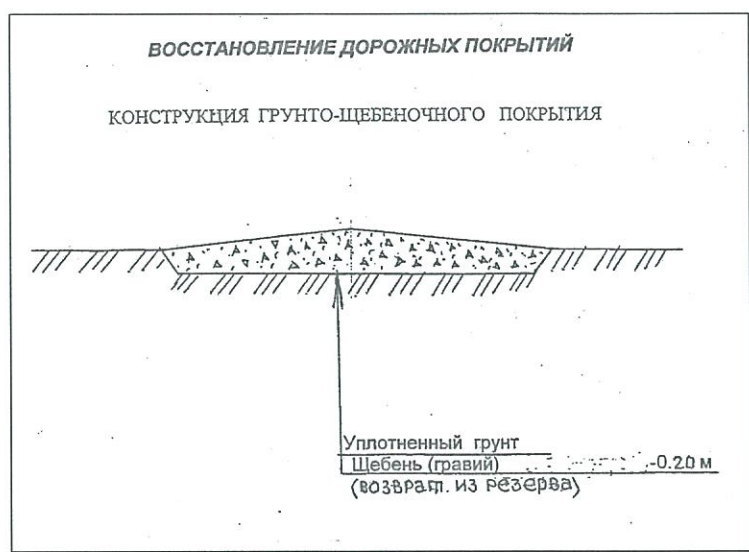 ВОССТАНОВЛЕНИЕ ДОРОЖНЫХ ПОКРЫТИЙ
КОНСТРУКЦИЯ ГРУНТО-ЩЕБЕНОЧНОГО ПОКРЫТИЯ
Уплотненный грунт
Щебень (гравий) -0.20 м
(возврат. из резерва)